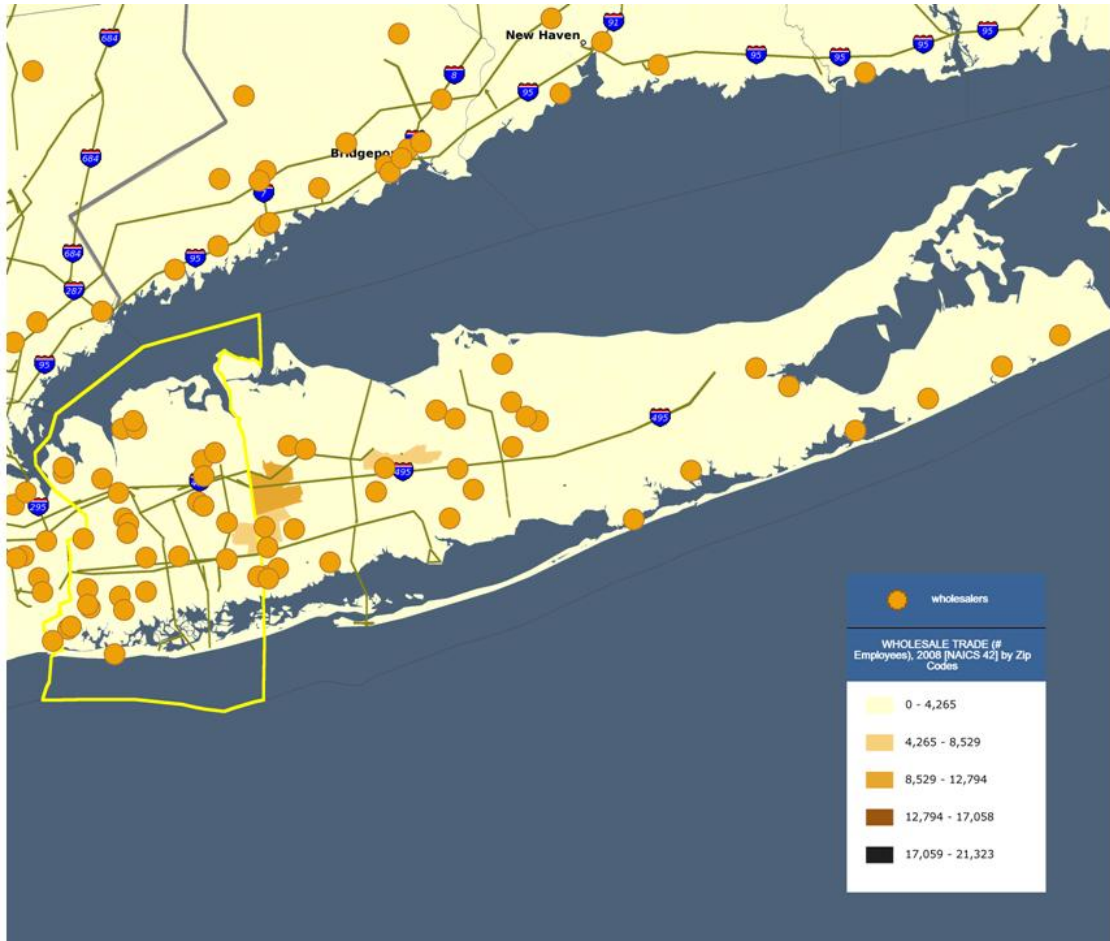 91
New Haven
684
95
95
95
95
8
95
684
Bridgepo
7
684
95
287
95
495
495
295
wholesalers
WHOLESALE TRADE (#
Employees), 2008 [NAICS 42] by Zip
Codes
0 - 4,265
4,265 - 8,529
8,529 - 12,794
12,794 - 17,058
17,059 - 21,323